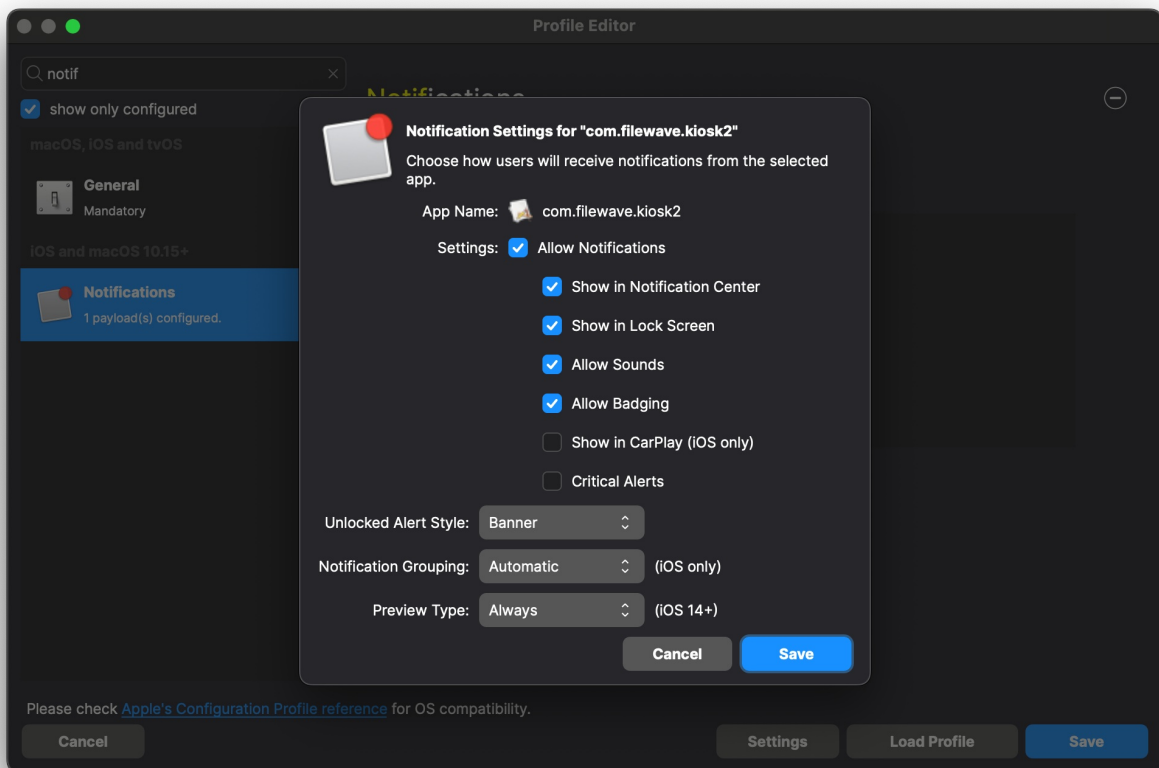 Profile Editor
notif
show only configured
Notifications
macOS, iOS and tvOS
General
Mandatory
iOS and macOS 10.15+
Notifications
1 payload(s) configured.
Notification Settings for "com.filewave.kiosk2"
Choose how users will receive notifications from the selected
app.
App Name: com.filewave.kiosk2
Settings: Allow Notifications
Show in Notification Center
Show in Lock Screen
Allow Sounds
Allow Badging
Show in CarPlay (iOS only)
Critical Alerts
Unlocked Alert Style: Banner
Notification Grouping: Automatic (iOS only)
Preview Type: Always (iOS 14+)
Cancel Save
Please check Apple's Configuration Profile reference for OS compatibility.
Cancel Settings Load Profile Save